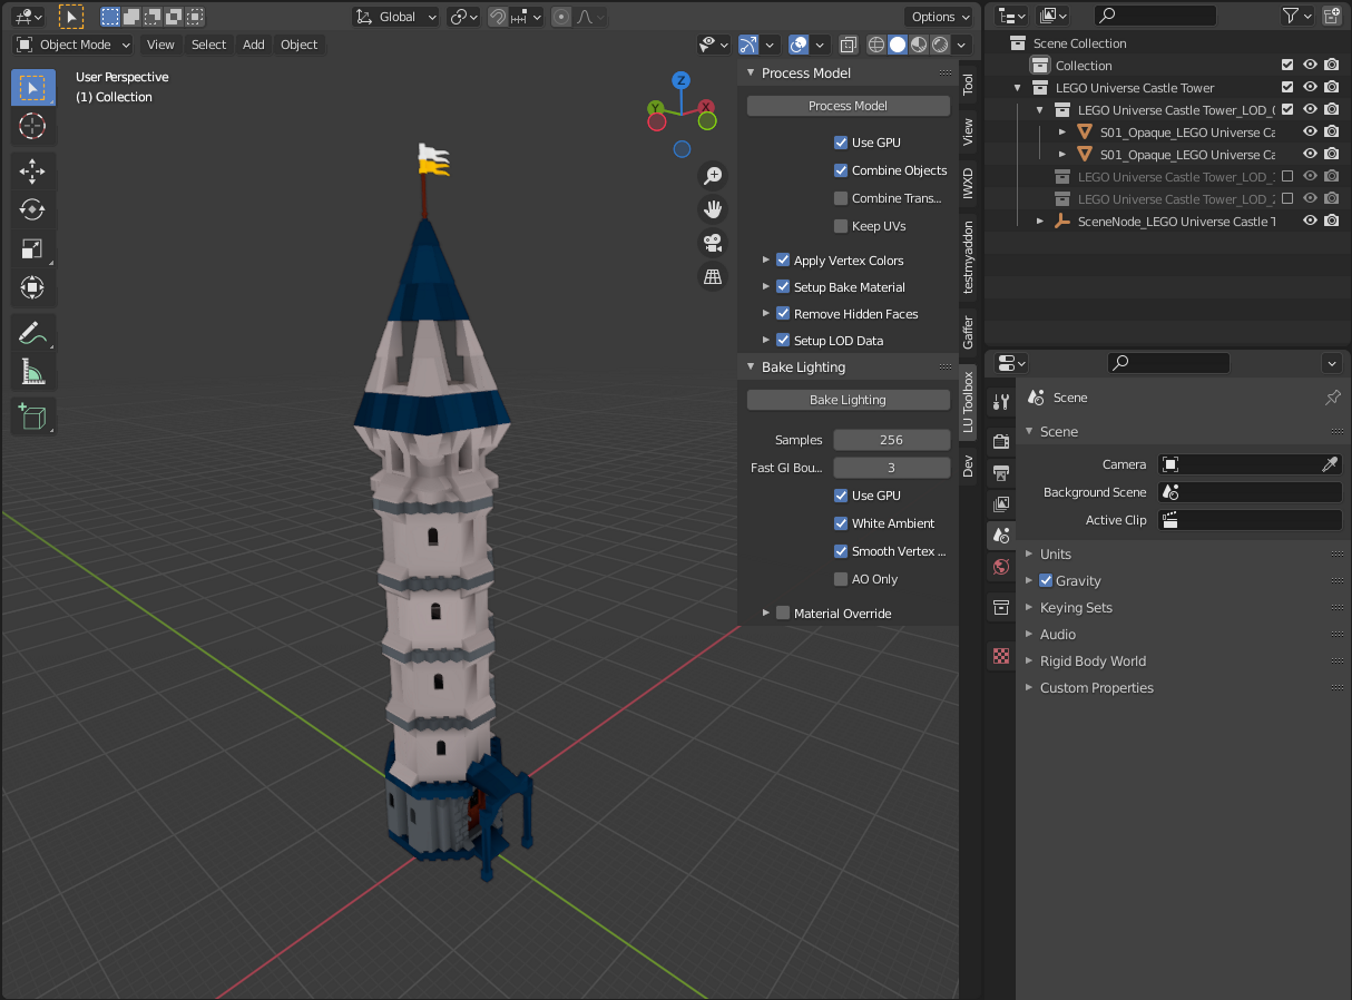 Global
Options
Object Mode
View
Select
Add
Object
User Perspective
(1) Collection
Z
Y
X
Process Model
Process Model
Use GPU
Combine Objects
Combine Trans...
Keep UVs
Apply Vertex Colors
Setup Bake Material
Remove Hidden Faces
Setup LOD Data
Bake Lighting
Bake Lighting
Samples 256
Fast GI Bou... 3
Use GPU
White Ambient
Smooth Vertex ...
AO Only
Material Override
Tool
View
IWXD
testmyaddon
Gaffer
LU Toolbox
Dev
Scene Collection
Collection
LEGO Universe Castle Tower
LEGO Universe Castle Tower_LOD_
S01_Opaque_LEGO Universe Ca
S01_Opaque_LEGO Universe Ca
LEGO Universe Castle Tower_LOD_
LEGO Universe Castle Tower_LOD_
SceneNode_LEGO Universe Castle T
Scene
Scene
Camera
Background Scene
Active Clip
Units
Gravity
Keying Sets
Audio
Rigid Body World
Custom Properties